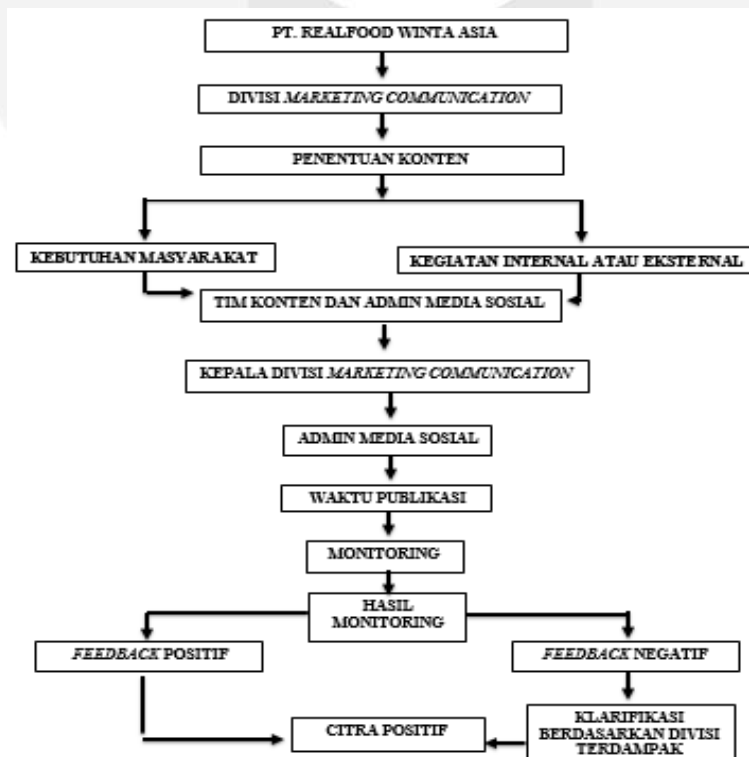 PT. REALFOOD WINTA ASIA
DIVISI MARKETING COMMUNICATION
PENENTUAN KONTEN
KEBUTUHAN MASYARAKAT
KEGIATAN INTERNAL ATAU EKSTERNAL
TIM KONTEN DAN ADMIN MEDIA SOSIAL
KEPALA DIVISI MARKETING COMMUNICATION
ADMIN MEDIA SOSIAL
WAKTU PUBLIKASI
MONITORING
HASIL
MONITORING
FEEDBACK POSITIF
FEEDBACK NEGATIF
CITRA POSITIF
KLARIFIKASI
BERDASARKAN DIVISI
TERDAMPAK